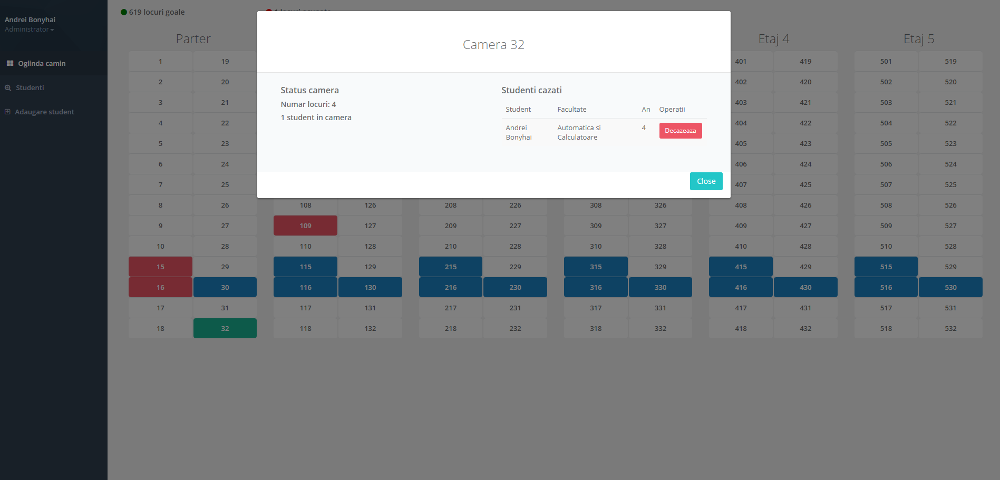 Andrei Bonyhai
Administrator
Oglinda camin
Studenti
Adaugare student
619 locuri goale
Parter
Etaj 4
Etaj 5
Camera 32
Status camera
Numar locuri: 4
1 student in camera
Studenti cazati
Student Facultate An Operatii
Andrei Bonyhai Automatica si Calculatoare 4 Decazeaza
Close
1 19 401 419 501 519
2 20 402 420 502 520
3 21 403 421 503 521
4 22 404 422 504 522
5 23 405 423 505 523
6 24 406 424 506 524
7 25 407 425 507 525
8 26 108 126 208 226 308 326 408 426 508 526
9 27 109 127 209 227 309 327 409 427 509 527
10 28 110 128 210 228 310 328 410 428 510 528
15 29 115 129 215 229 315 329 415 429 515 529
16 30 116 130 216 230 316 330 416 430 516 530
17 31 117 131 217 231 317 331 417 431 517 531
18 32 118 132 218 232 318 332 418 432 518 532